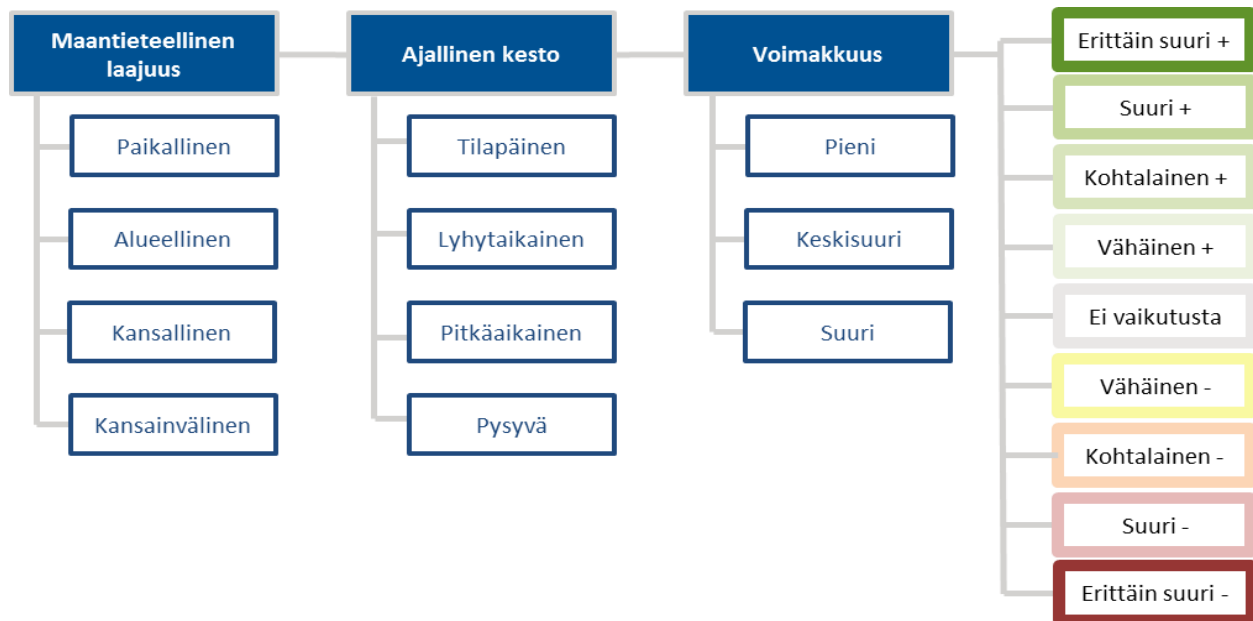 Maantieteellinen
laajuus
Paikallinen
Alueellinen
Kansallinen
Kansainvälinen
Ajallinen kesto
Tilapäinen
Lyhytaikainen
Pitkäaikainen
Pysyvä
Voimakkuus
Pieni
Keskisuuri
Suuri
Erittäin suuri +
Suuri +
Kohtalainen +
Vähäinen +
Ei vaikutusta
Vähäinen -
Kohtalainen -
Suuri -
Erittäin suuri -